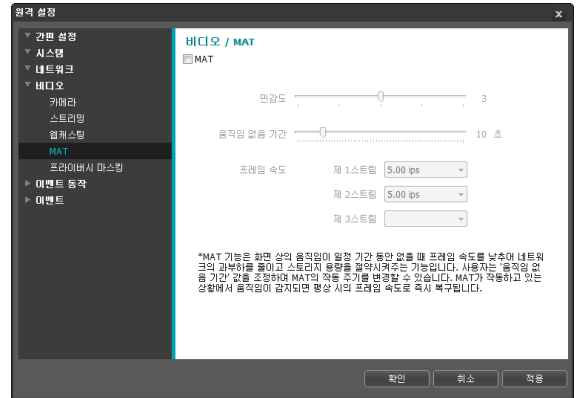 원격 설정 x
간편 설정
시스템
네트워크
비디오
카메라
스트리밍
웹캐스팅
MAT
프라이버시 마스킹
이벤트 동작
이벤트
비디오 / MAT
MAT
민감도 3
움직임 없음 기간 10 초
프레임 속도 제 1스트림 5.00 ips
제 2스트림 5.00 ips
제 3스트림
*MAT 기능은 화면 상의 움직임이 일정 기간 동안 없을 때 프레임 속도를 낮추어 네트워
크의 과부하를 줄이고 스토리지 용량을 절약시켜주는 기능입니다. 사용자는 '움직임 없
음 기간' 값을 조정하며 MAT의 작동 주기를 변경할 수 있습니다. MAT가 작동하고 있는
상황에서 움직임이 감지되면 평상 시의 프레임 속도로 즉시 복구됩니다.
확인 취소 적용